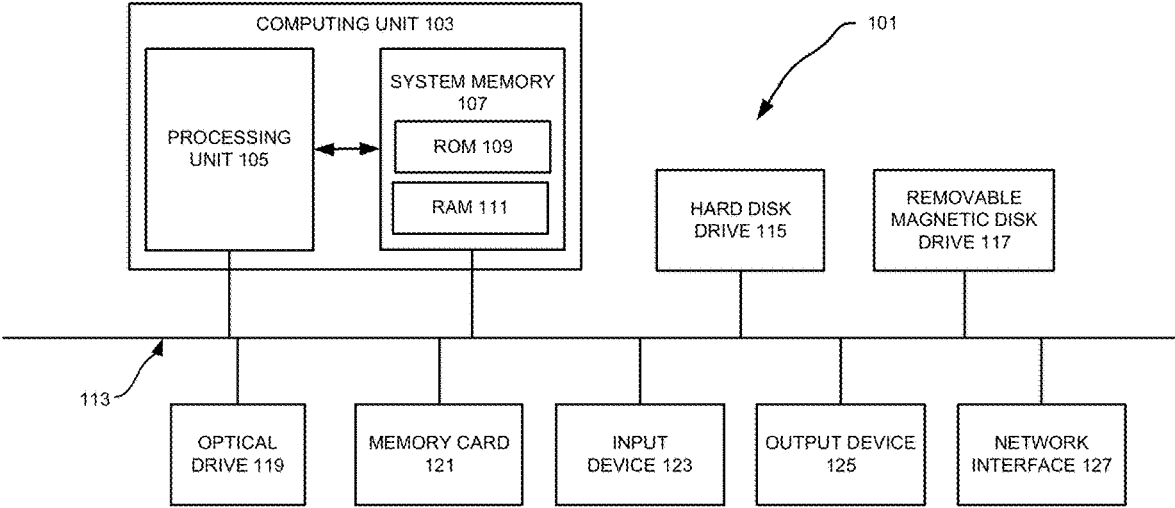 COMPUTING UNIT 103
101
SYSTEM MEMORY
107
PROCESSING
UNIT 105
ROM 109
RAM 111
HARD DISK
DRIVE 115
REMOVABLE
MAGNETIC DISK
DRIVE 117
113
OPTICAL
DRIVE 119
MEMORY CARD
121
INPUT
DEVICE 123
OUTPUT DEVICE
125
NETWORK
INTERFACE 127